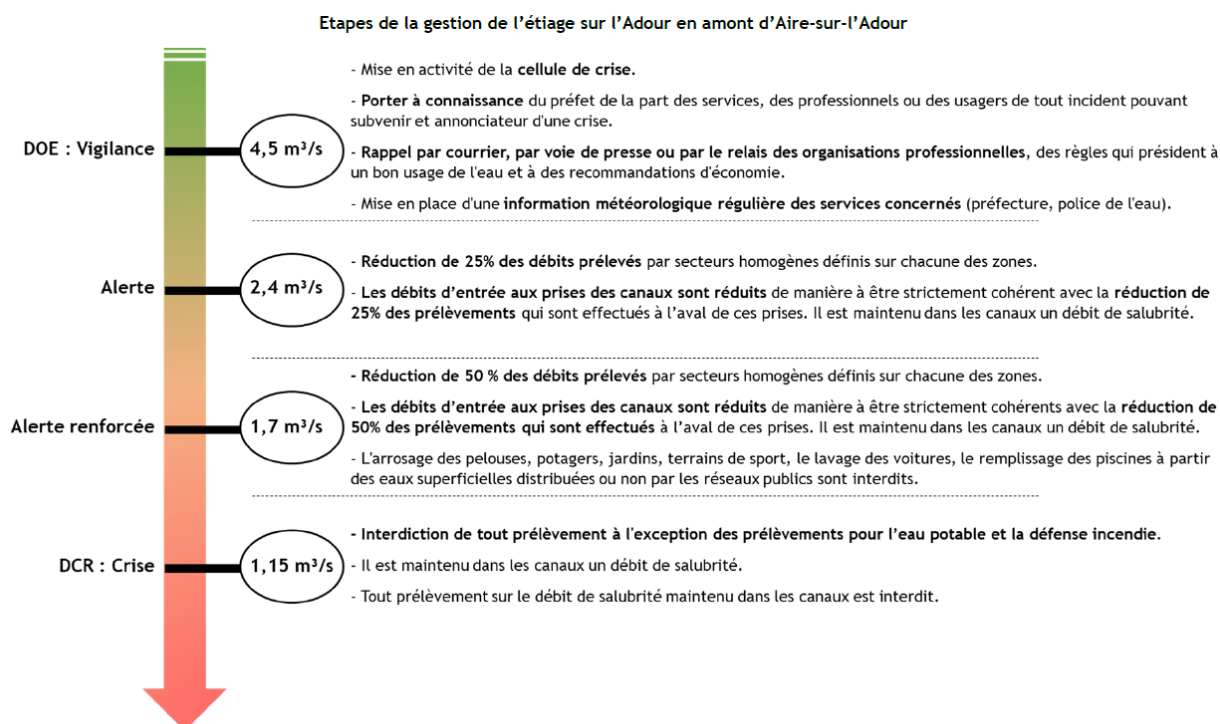 Etapes de la gestion de l’étiage sur l’Adour en amont d’Aire-sur-l’Adour
- Mise en activité de la cellule de crise.
- Porter à connaissance du préfet de la part des services, des professionnels ou des usagers de tout incident pouvant
subvenir et annonciateur d'une crise.
DOE : Vigilance
4,5 m³/s
- Rappel par courrier, par voie de presse ou par le relais des organisations professionnelles, des règles qui président à
un bon usage de l'eau et à des recommandations d'économie.
- Mise en place d'une information météorologique régulière des services concernés (préfecture, police de l'eau).
Alerte
2,4 m³/s
- Réduction de 25% des débits prélevés par secteurs homogènes définis sur chacune des zones.
- Les débits d’entrée aux prises des canaux sont réduits de manière à être strictement cohérent avec la réduction de
25% des prélèvements qui sont effectués à l’aval de ces prises. Il est maintenu dans les canaux un débit de salubrité.
Alerte renforcée
1,7 m³/s
- Réduction de 50 % des débits prélevés par secteurs homogènes définis sur chacune des zones.
- Les débits d’entrée aux prises des canaux sont réduits de manière à être strictement cohérents avec la réduction de
50% des prélèvements qui sont effectués à l’aval de ces prises. Il est maintenu dans les canaux un débit de salubrité.
- L'arrosage des pelouses, potagers, jardins, terrains de sport, le lavage des voitures, le remplissage des piscines à partir
des eaux superficielles distribuées ou non par les réseaux publics sont interdits.
DCR : Crise
1,15 m³/s
- Interdiction de tout prélèvement à l'exception des prélèvements pour l’eau potable et la défense incendie.
- Il est maintenu dans les canaux un débit de salubrité.
- Tout prélèvement sur le débit de salubrité maintenu dans les canaux est interdit.